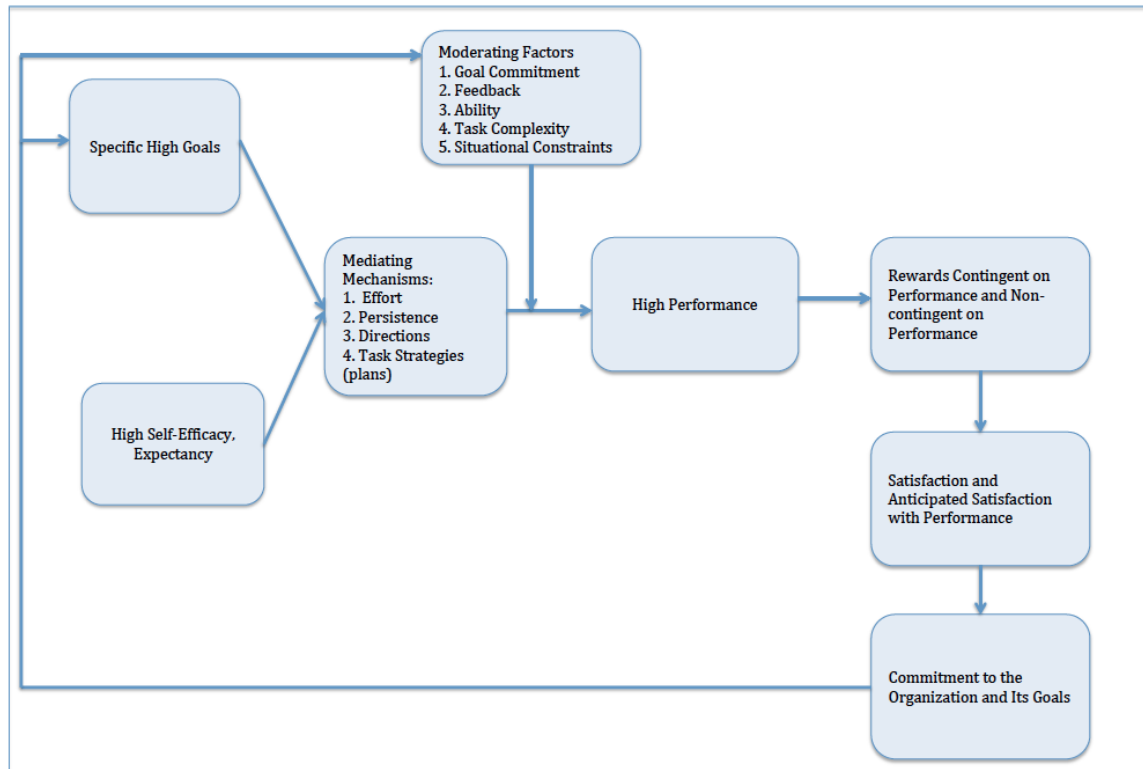 Moderating Factors
1. Goal Commitment
2. Feedback
3. Ability
4. Task Complexity
5. Situational Constraints
Specific High Goals
Mediating
Mechanisms:
1. Effort
2. Persistence
3. Directions
4. Task Strategies
(plans)
High Performance
Rewards Contingent on
Performance and Non-
contingent on
Performance
High Self-Efficacy,
Expectancy
Satisfaction and
Anticipated Satisfaction
with Performance
Commitment to the
Organization and Its Goals